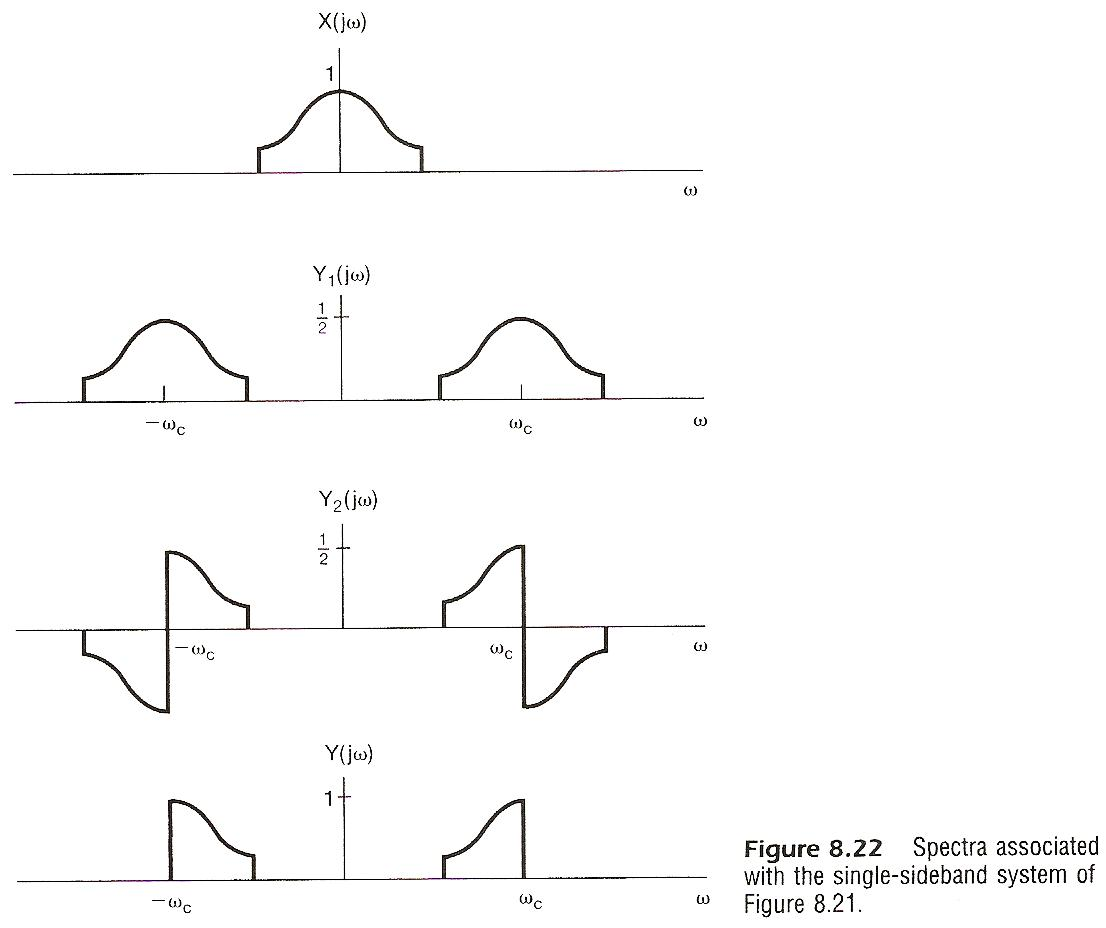 X(jω)
1
ω
Y₁(jω)
1/2
−ω꜀
ω꜀
ω
Y₂(jω)
1/2
−ω꜀
ω꜀
ω
Y(jω)
1
−ω꜀
ω꜀
ω
Figure 8.22 Spectra associated
with the single-sideband system of
Figure 8.21.